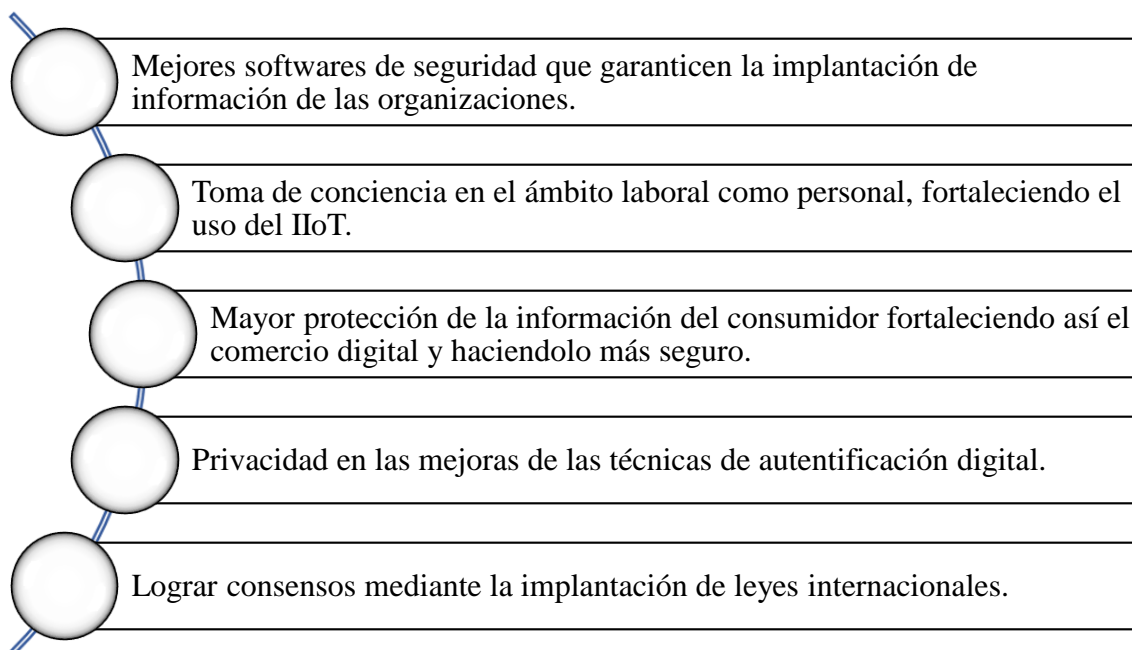 Mejores softwares de seguridad que garanticen la implantación de
información de las organizaciones.
Toma de conciencia en el ámbito laboral como personal, fortaleciendo el
uso del IIoT.
Mayor protección de la información del consumidor fortaleciendo así el
comercio digital y haciendolo más seguro.
Privacidad en las mejoras de las técnicas de autentificación digital.
Lograr consensos mediante la implantación de leyes internacionales.